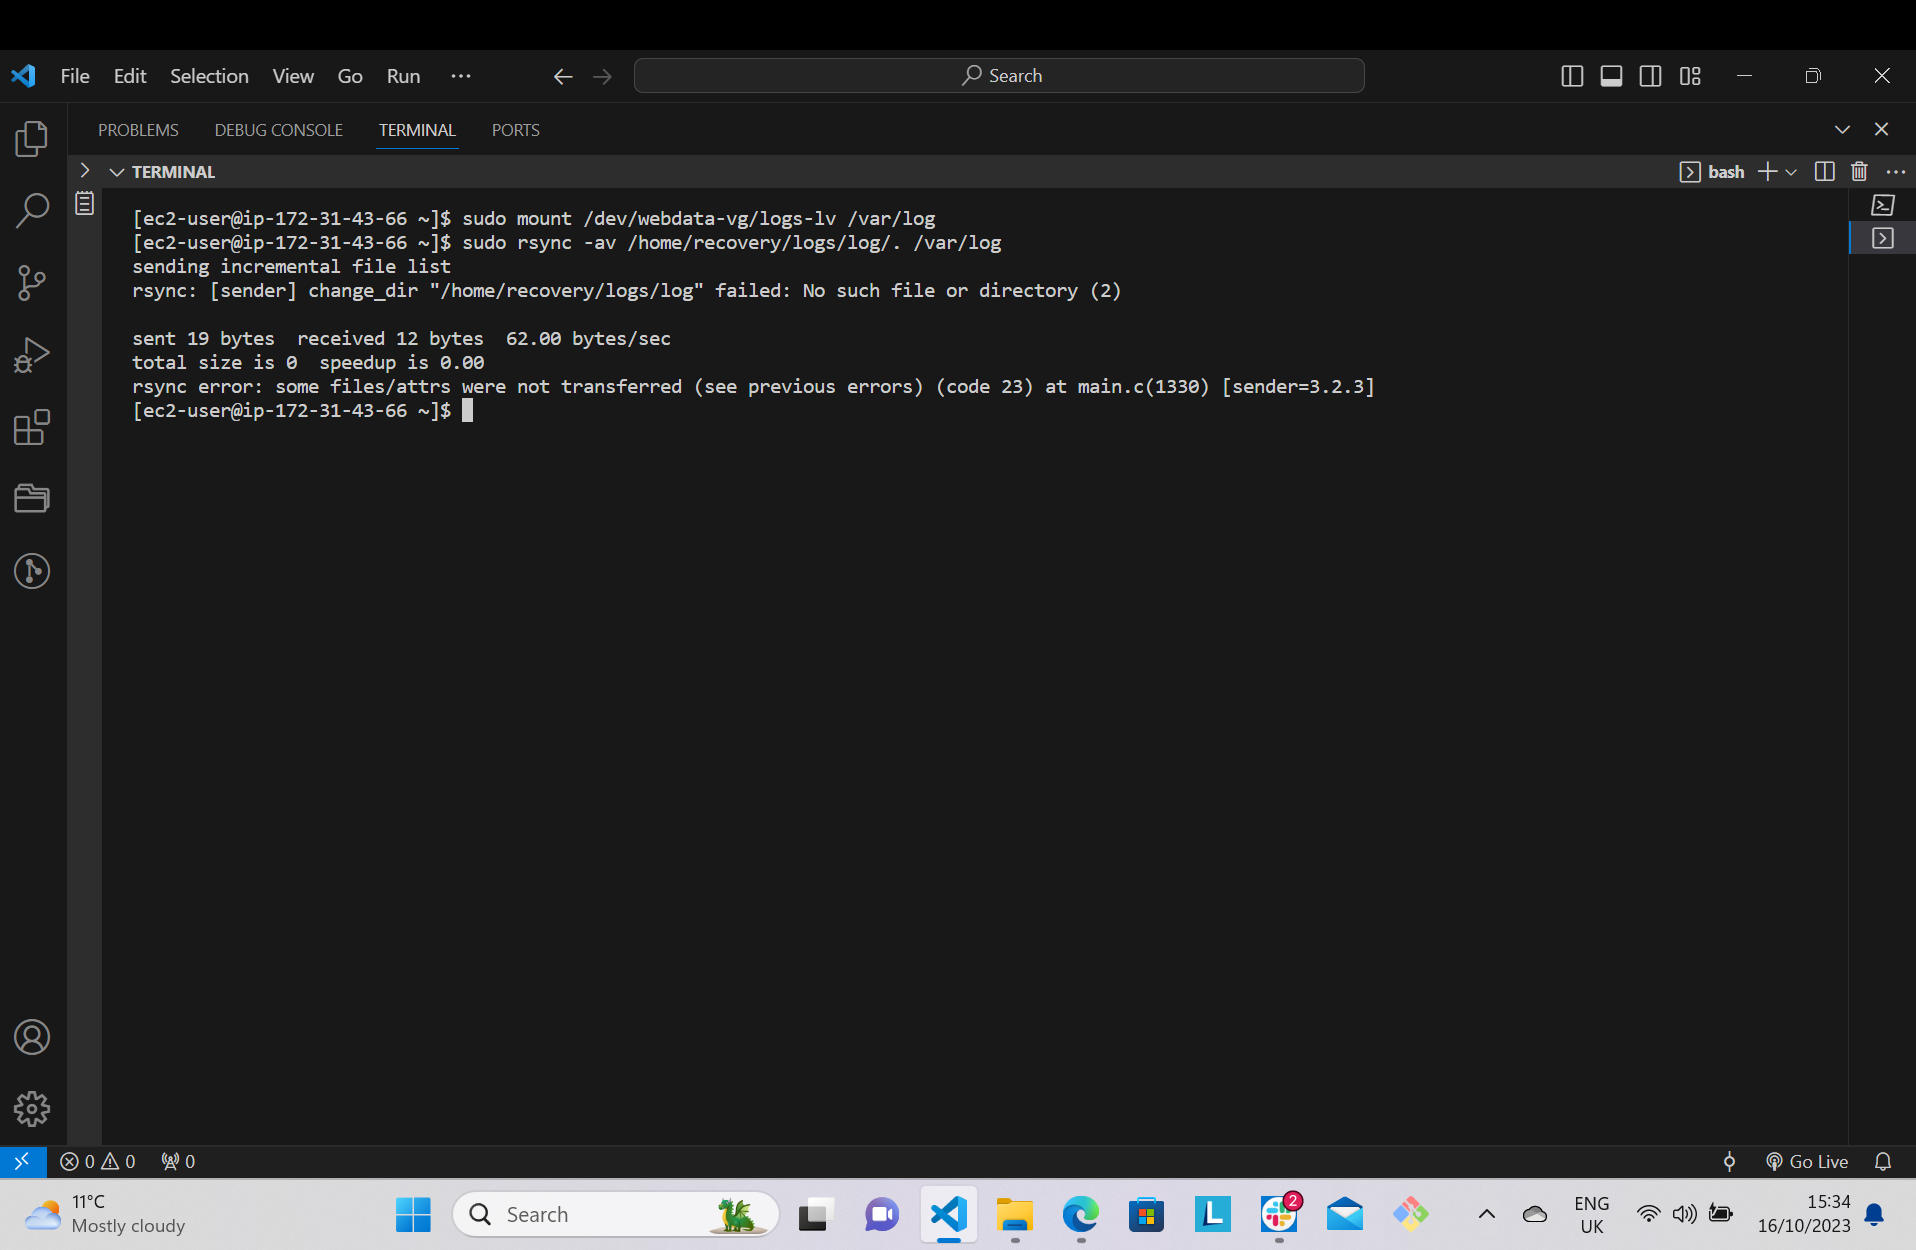 File Edit Selection View Go Run ··· Search
PROBLEMS DEBUG CONSOLE TERMINAL PORTS
TERMINAL bash
[ec2-user@ip-172-31-43-66 ~]$ sudo mount /dev/webdata-vg/logs-lv /var/log
[ec2-user@ip-172-31-43-66 ~]$ sudo rsync -av /home/recovery/logs/log/. /var/log
sending incremental file list
rsync: [sender] change_dir "/home/recovery/logs/log" failed: No such file or directory (2)
sent 19 bytes  received 12 bytes  62.00 bytes/sec
total size is 0  speedup is 0.00
rsync error: some files/attrs were not transferred (see previous errors) (code 23) at main.c(1330) [sender=3.2.3]
[ec2-user@ip-172-31-43-66 ~]$
0 0 0 Go Live
11°C
Mostly cloudy
Search
L
2
ENG
UK
15:34
16/10/2023